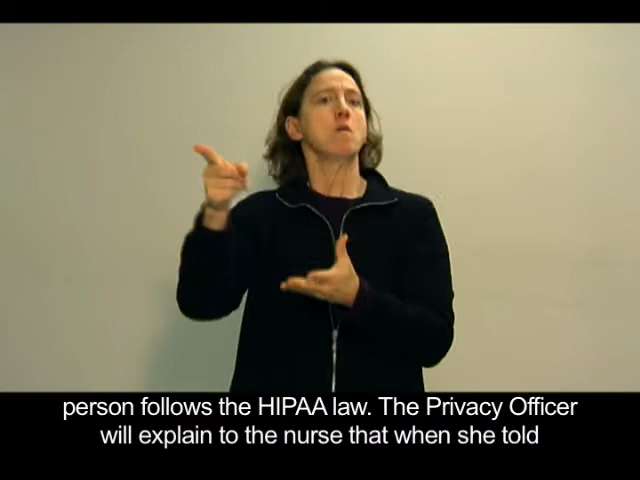 person follows the HIPAA law. The Privacy Officer
will explain to the nurse that when she told